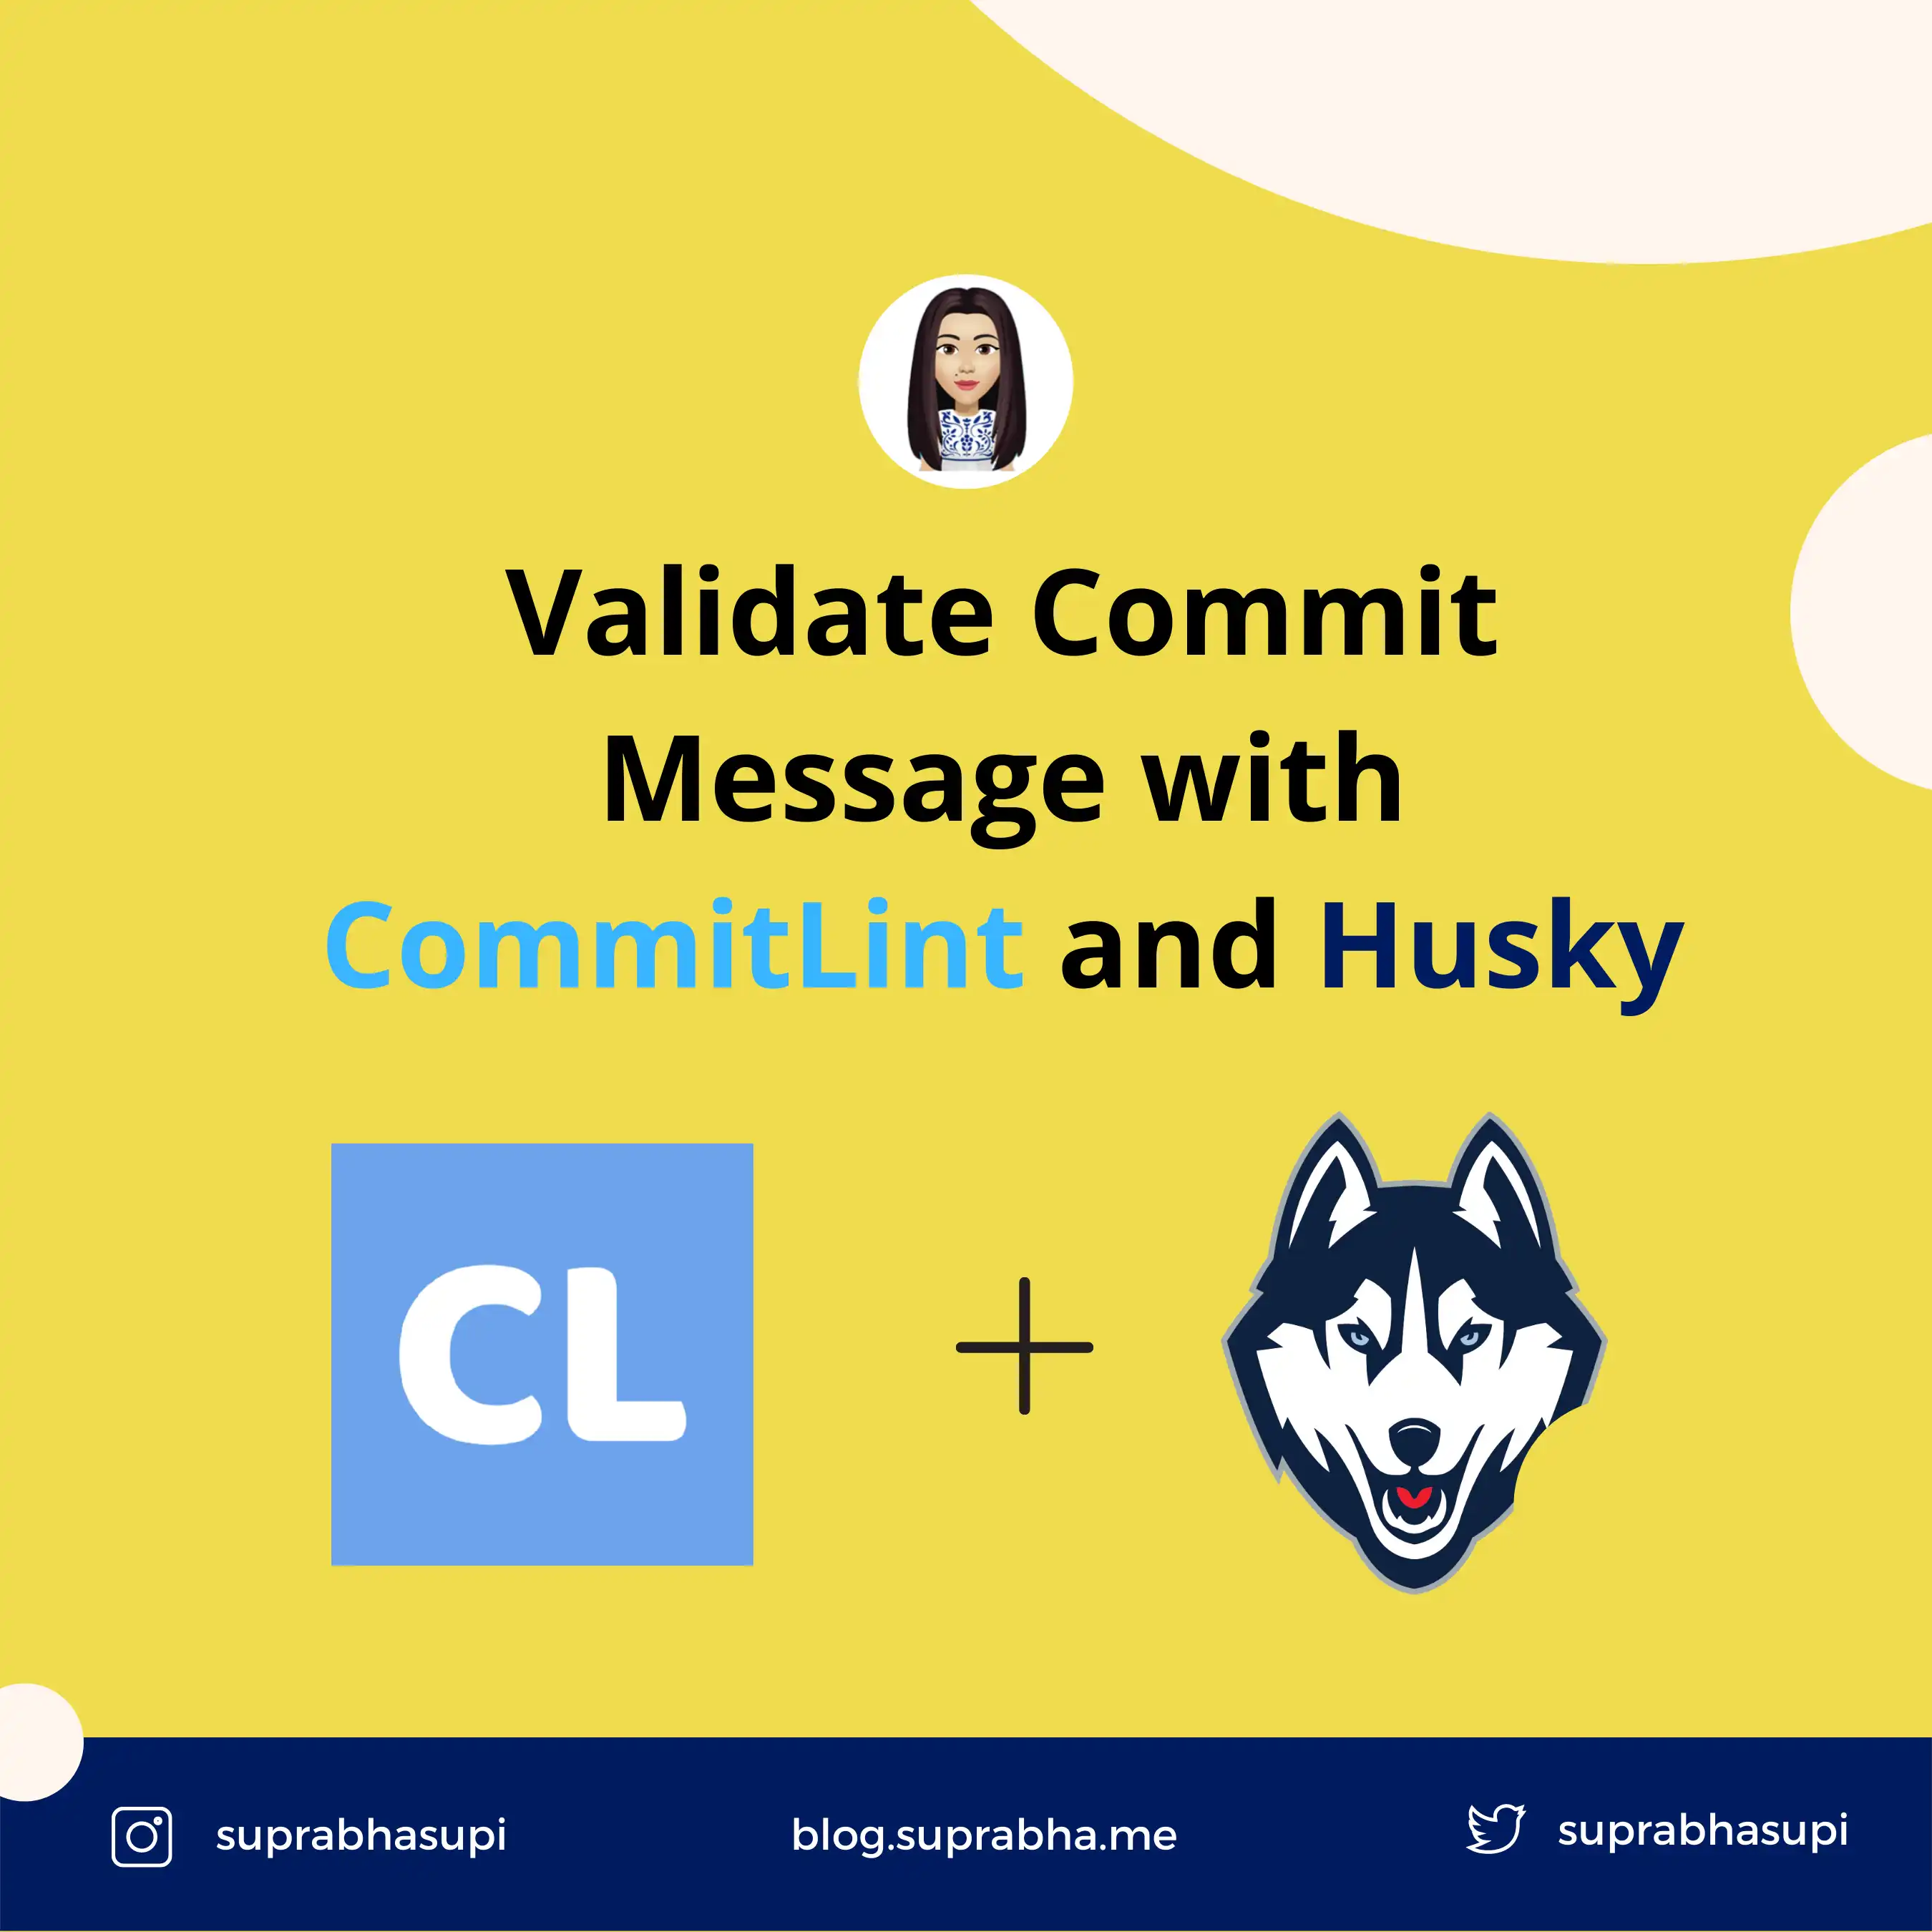 Validate Commit
Message with
CommitLint and Husky
CL
suprabhasupi
blog.suprabha.me
suprabhasupi